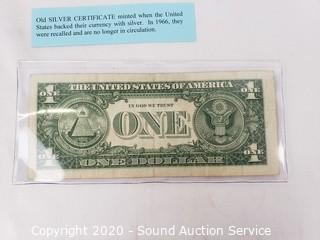 Old SILVER CERTIFICATE minted when the United
States backed their currency with silver. In 1966, they
were recalled and are no longer in circulation.
THE UNITED STATES OF AMERICA
ONE ONE
IN GOD WE TRUST
ONE
1 1
ONE DOLLAR
Copyright 2020 - Sound Auction Service